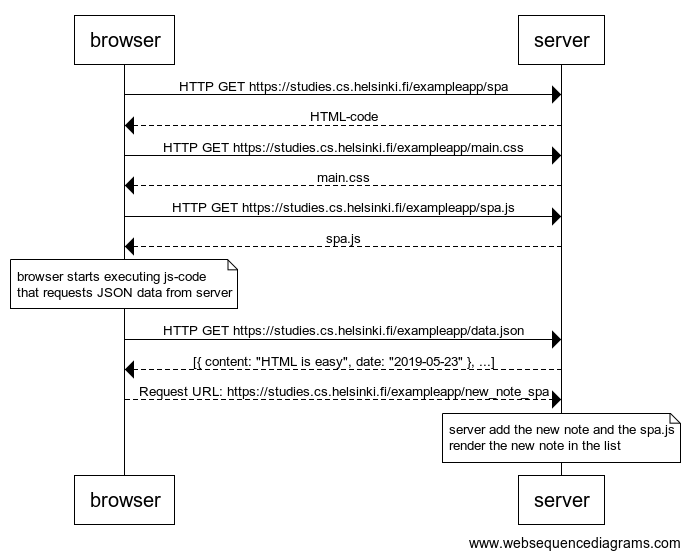 browser server
HTTP GET https://studies.cs.helsinki.fi/exampleapp/spa
HTML-code
HTTP GET https://studies.cs.helsinki.fi/exampleapp/main.css
main.css
HTTP GET https://studies.cs.helsinki.fi/exampleapp/spa.js
spa.js
browser starts executing js-code
that requests JSON data from server
HTTP GET https://studies.cs.helsinki.fi/exampleapp/data.json
[{ content: "HTML is easy", date: "2019-05-23" }, ...]
Request URL: https://studies.cs.helsinki.fi/exampleapp/new_note_spa
server add the new note and the spa.js
render the new note in the list
browser server
www.websequencediagrams.com